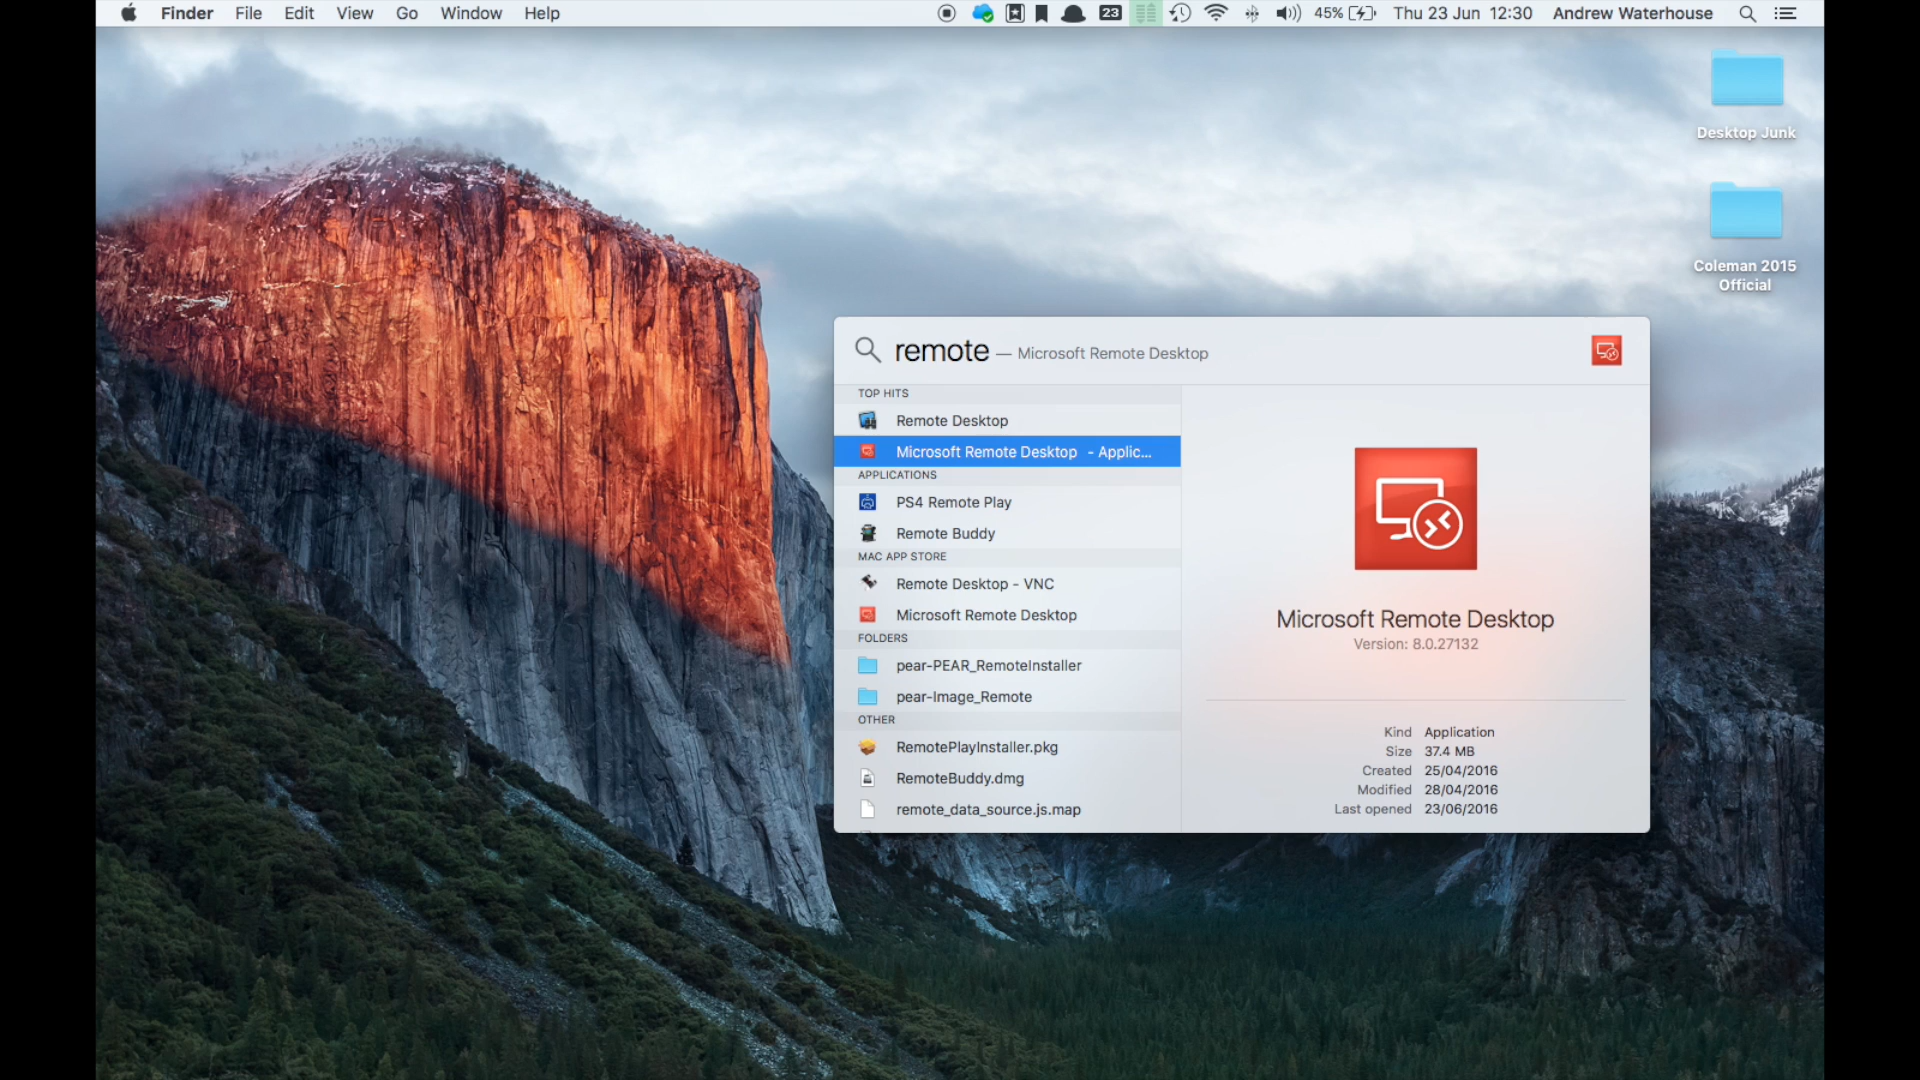 Finder File Edit View Go Window Help 23 45% Thu 23 Jun 12:30 Andrew Waterhouse
Desktop Junk
Coleman 2015
Official
remote — Microsoft Remote Desktop
TOP HITS
Remote Desktop
Microsoft Remote Desktop - Applic...
APPLICATIONS
PS4 Remote Play
Remote Buddy
MAC APP STORE
Remote Desktop - VNC
Microsoft Remote Desktop
FOLDERS
pear-PEAR_RemoteInstaller
pear-Image_Remote
OTHER
RemotePlayInstaller.pkg
RemoteBuddy.dmg
remote_data_source.js.map
Microsoft Remote Desktop
Version: 8.0.27132
Kind Application
Size 37.4 MB
Created 25/04/2016
Modified 28/04/2016
Last opened 23/06/2016